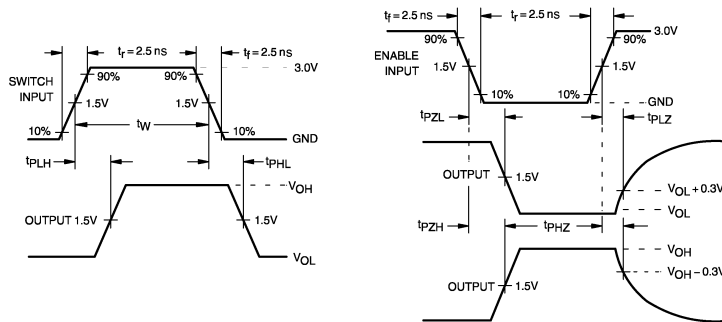 tr = 2.5 ns
tf = 2.5 ns
SWITCH
INPUT
90%
90%
3.0V
1.5V
1.5V
tW
10%
10%
GND
tPLH
tPHL
VOH
OUTPUT 1.5V
1.5V
VOL
tf = 2.5 ns
tr = 2.5 ns
3.0V
90%
90%
ENABLE
INPUT
1.5V
1.5V
10%
10%
GND
tPZL
tPLZ
OUTPUT
1.5V
VOL + 0.3V
VOL
tPZH
tPHZ
VOH
VOH – 0.3V
OUTPUT
1.5V